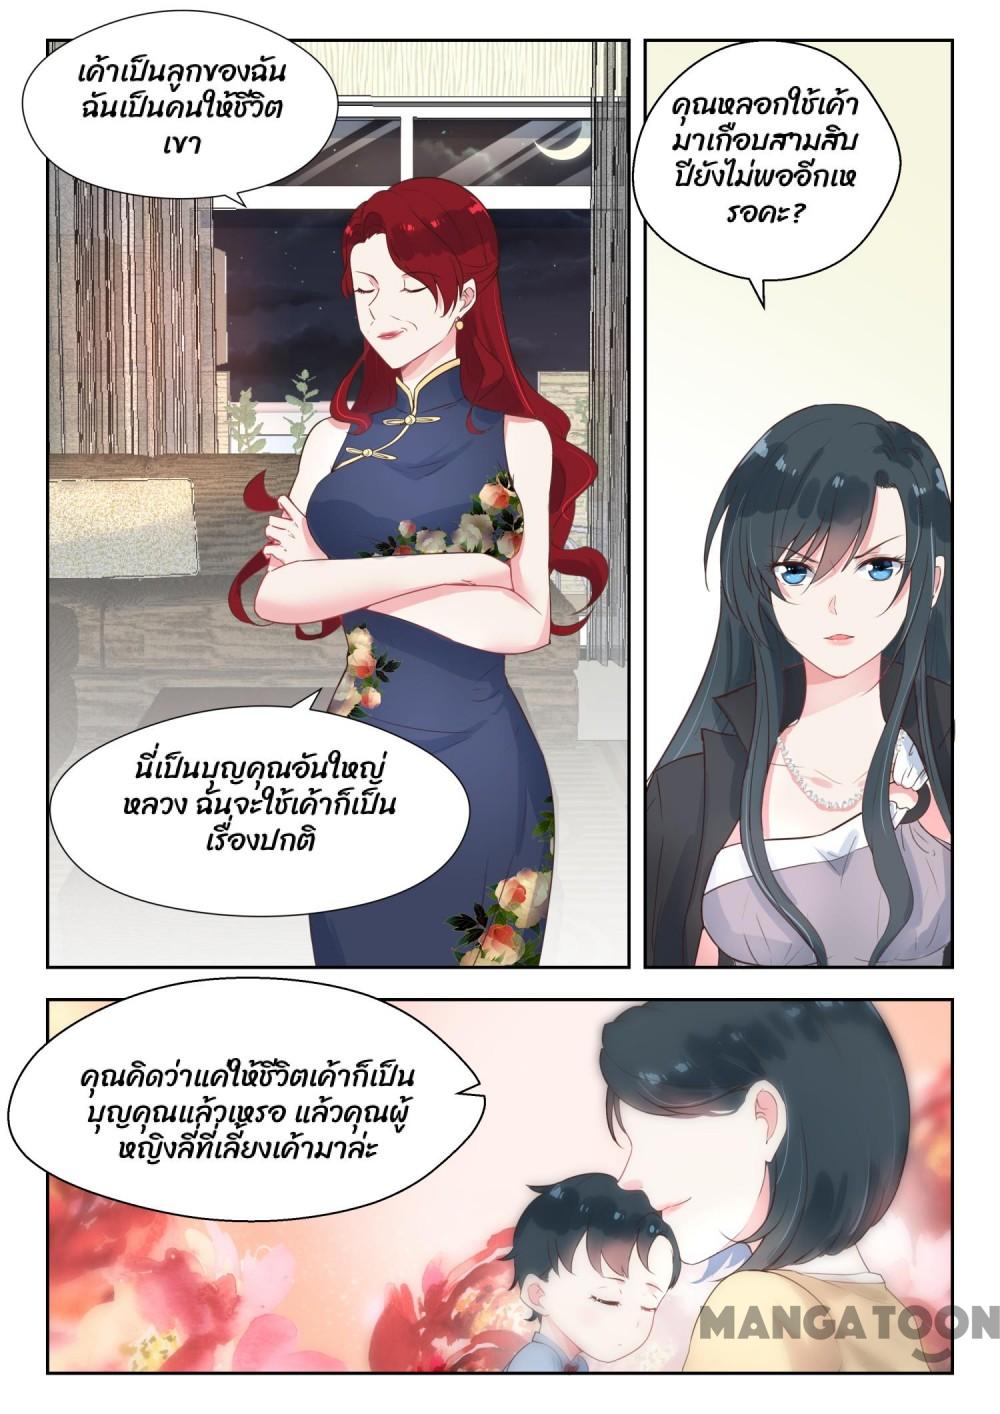 เค้าเป็นลูกของฉัน
ฉันเป็นคนให้ชีวิต
เขา
คุณหลอกใช้เค้า
มาเกือบสามสิบ
ปียังไม่พออีกเห
รอคะ?
นี่เป็นบุญคุณอันใหญ่
หลวง ฉันจะใช้เค้าก็เป็น
เรื่องปกติ
คุณคิดว่าแค่ให้ชีวิตเค้าก็เป็น
บุญคุณแล้วเหรอ แล้วคุณผู้
หญิงลี่ที่เลี้ยงเค้ามาล่ะ
MANGATOON